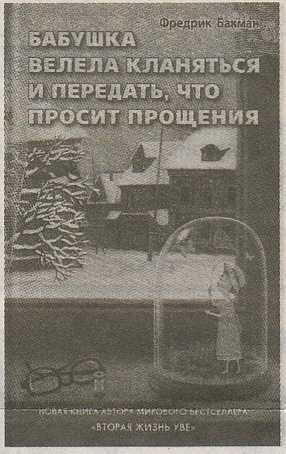 Фредрик Бакман
БАБУШКА
ВЕЛЕЛА КЛАНЯТЬСЯ
И ПЕРЕДАТЬ, ЧТО
ПРОСИТ ПРОЩЕНИЯ
НОВАЯ КНИГА АВТОРА МИРОВОГО БЕСТСЕЛЛЕРА
«ВТОРАЯ ЖИЗНЬ УВЕ»